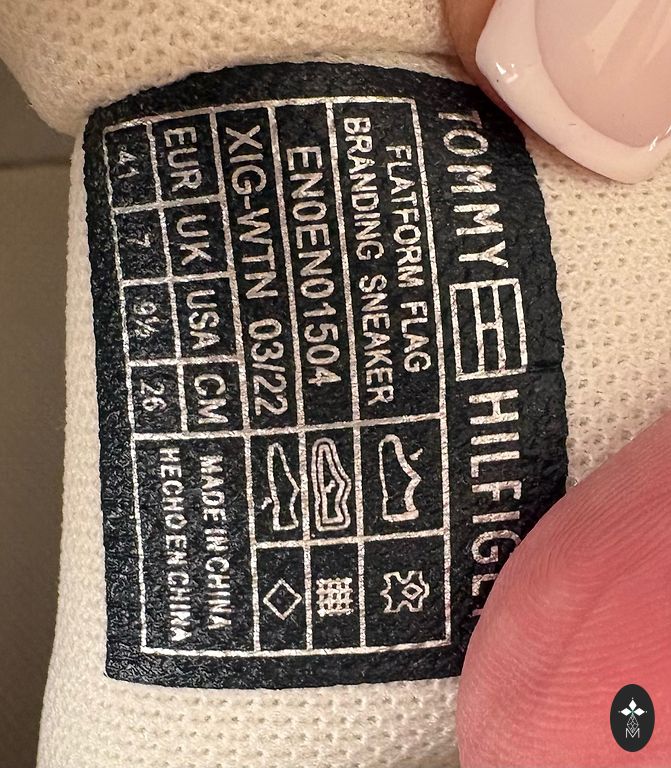 TOMMY HILFIGER
FLATFORM FLAG
BRANDING SNEAKER
EN0EN01504
XIG-WTN 03/22
EUR UK USA CM
41 7 9½ 26
MADE IN CHINA
HECHO EN CHINA
M